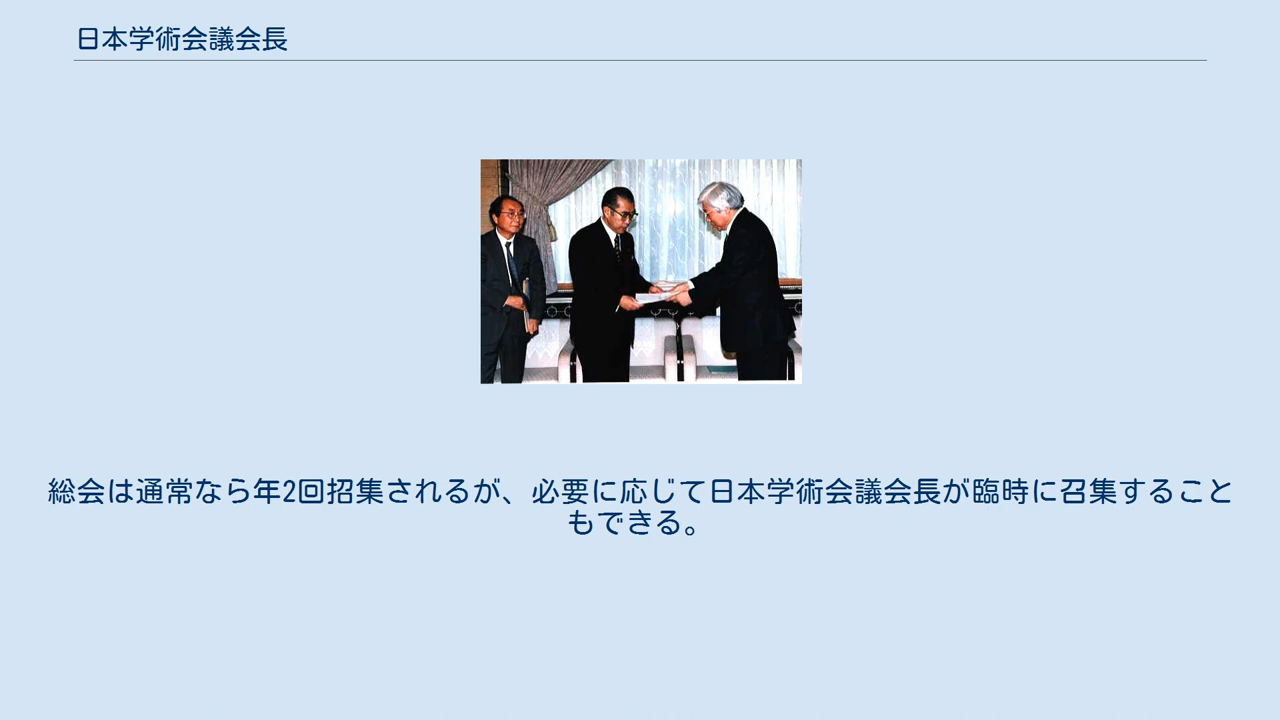 日本学術会議会長
総会は通常なら年2回招集されるが、必要に応じて日本学術会議会長が臨時に召集すること
もできる。